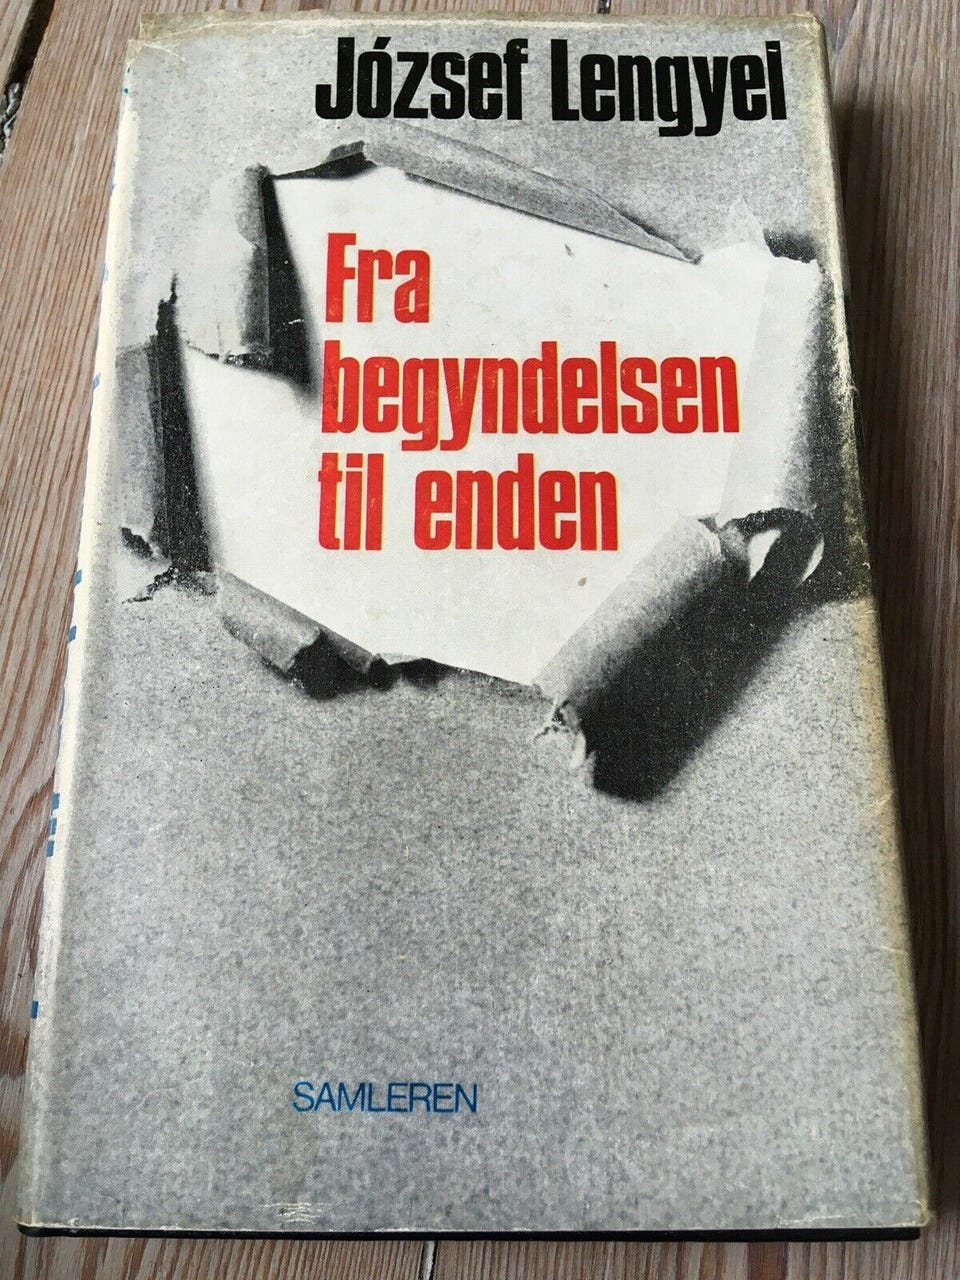 József Lengyel
Fra
begyndelsen
til enden
SAMLEREN